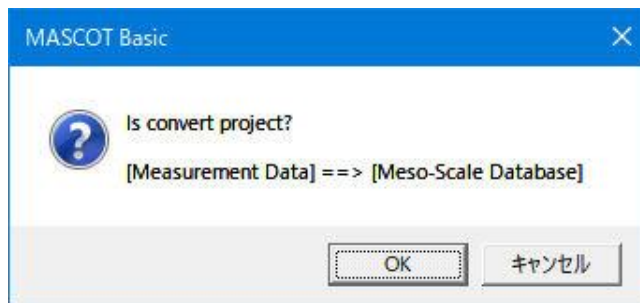 MASCOT Basic
Is convert project?
[Measurement Data] ==> [Meso-Scale Database]
OK
キャンセル